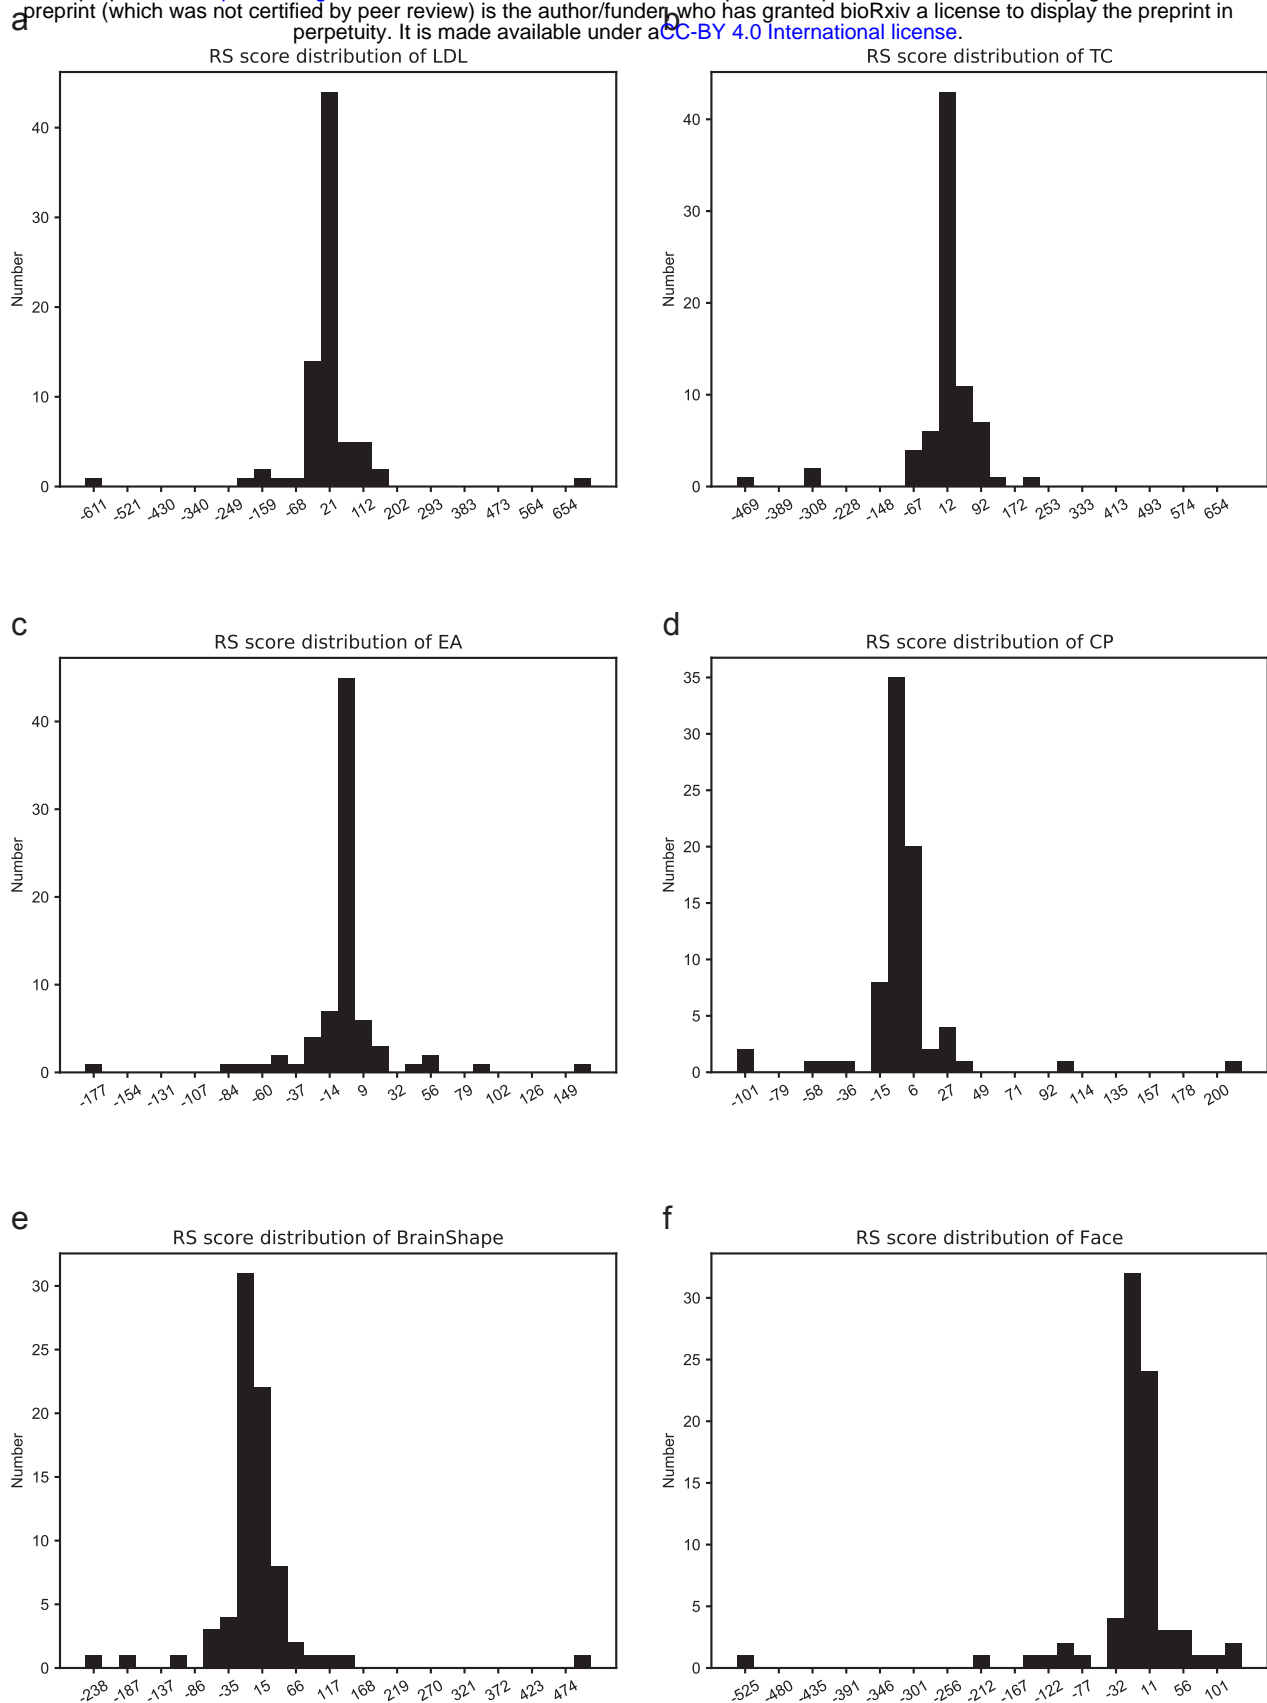 preprint (which was not certified by peer review) is the author/funder, who has granted bioRxiv a license to display the preprint in
perpetuity. It is made available under aCC-BY 4.0 International license.
a
b
RS score distribution of LDL
Number
40
30
20
10
0
-611 -521 -430 -340 -249 -159 -68 21 112 202 293 383 473 564 654
RS score distribution of TC
Number
40
30
20
10
0
-469 -389 -308 -228 -148 -67 12 92 172 253 333 413 493 574 654
c
RS score distribution of EA
Number
40
30
20
10
0
-177 -154 -131 -107 -84 -60 -37 -14 9 32 56 79 102 126 149
d
RS score distribution of CP
Number
35
30
25
20
15
10
5
0
-101 -79 -58 -36 -15 6 27 49 71 92 114 135 157 178 200
e
RS score distribution of BrainShape
Number
30
25
20
15
10
5
0
-238 -187 -137 -86 -35 15 66 117 168 219 270 321 372 423 474
f
RS score distribution of Face
Number
30
25
20
15
10
5
0
-525 -480 -435 -391 -346 -301 -256 -212 -167 -122 -77 -32 11 56 101